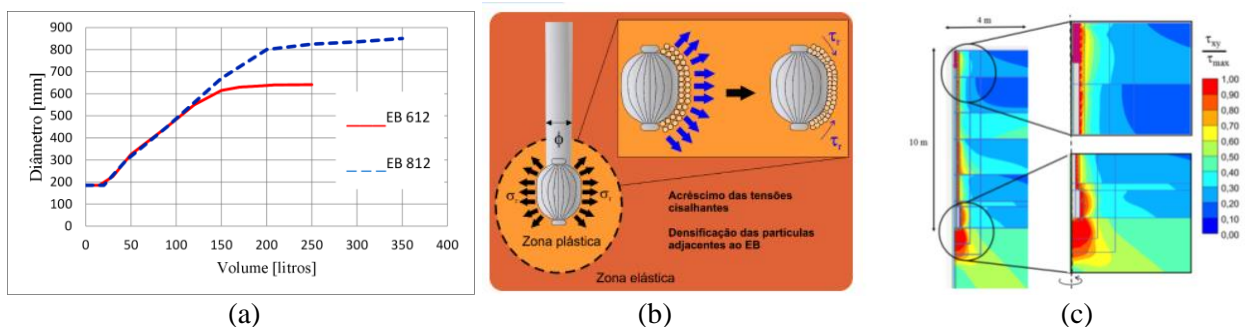 900
800
700
600
500
400
300
200
100
0
Diâmetro [mm]
EB 612
EB 812
0 50 100 150 200 250 300 350 400
Volume [litros]
(a)
ϕ
σr
σr
Zona plástica
Zona elástica
τr
τr
Acréscimo das tensões
cisalhantes
Densificação das partículas
adjacentes ao EB
(b)
4 m
10 m
τxy
τmax
1,00
0,90
0,80
0,70
0,60
0,50
0,40
0,30
0,20
0,10
0,00
(c)